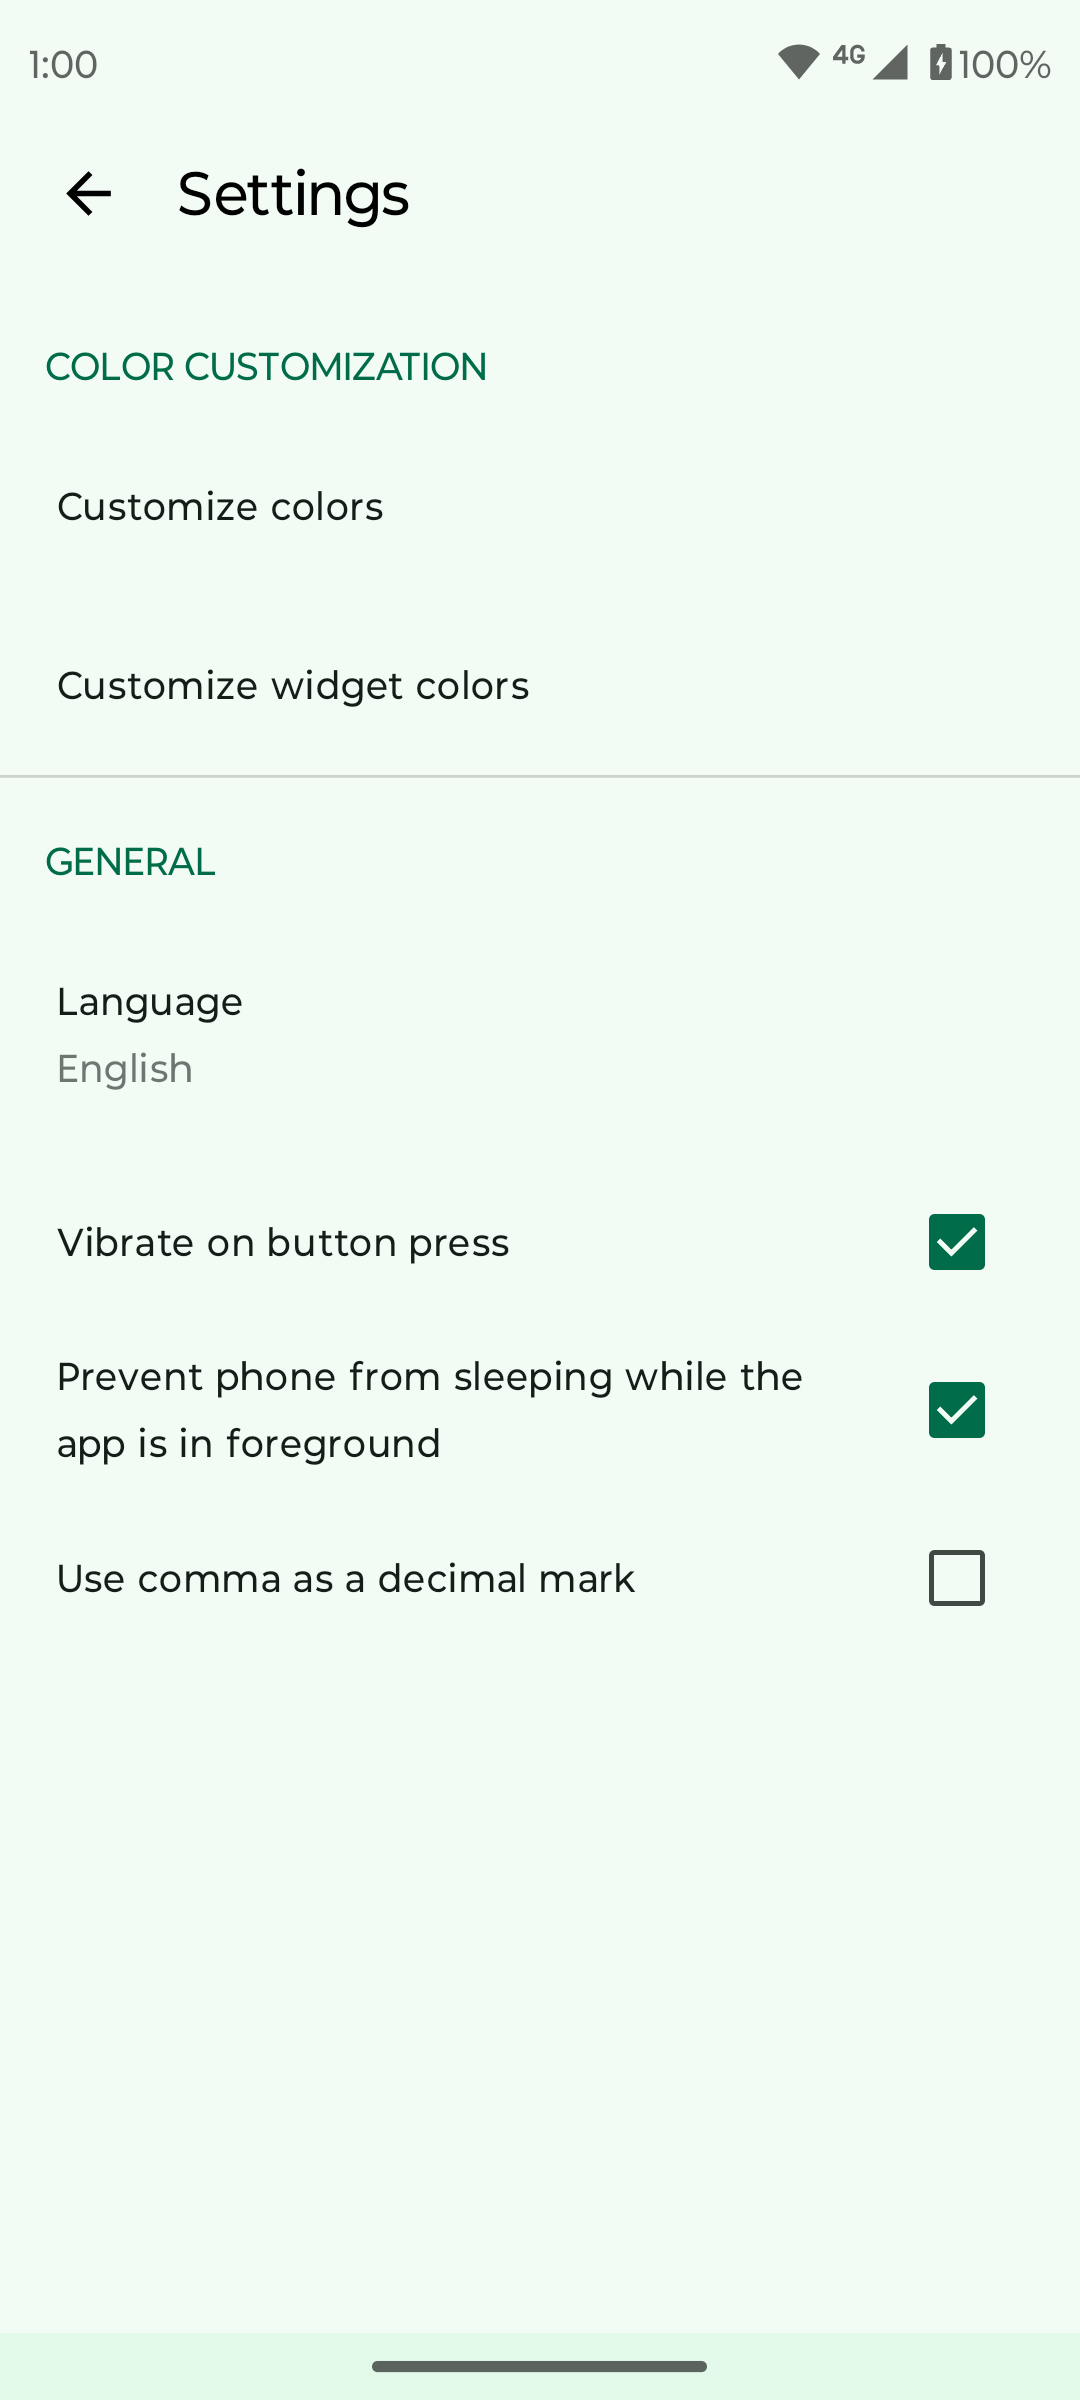 1:00 4G 100%
Settings
COLOR CUSTOMIZATION
Customize colors
Customize widget colors
GENERAL
Language
English
Vibrate on button press
Prevent phone from sleeping while the
app is in foreground
Use comma as a decimal mark